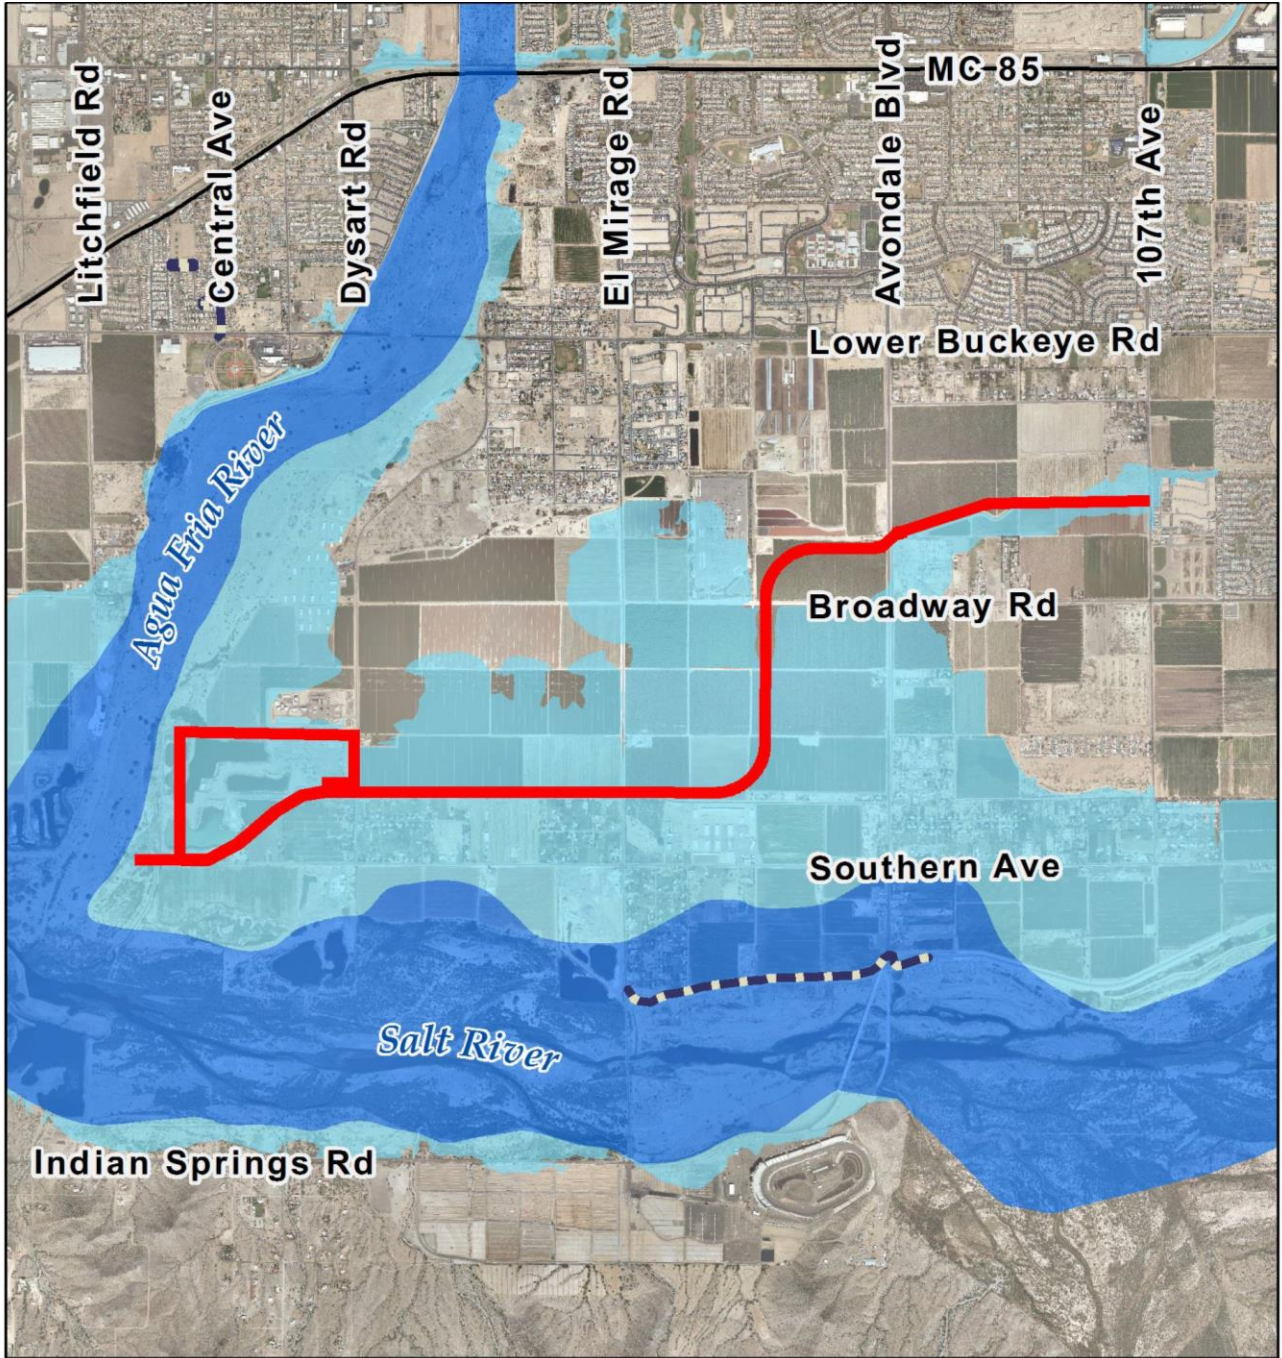 MC 85
Litchfield Rd
Central Ave
Dysart Rd
El Mirage Rd
Avondale Blvd
107th Ave
Lower Buckeye Rd
Agua Fria River
Broadway Rd
Southern Ave
Salt River
Indian Springs Rd